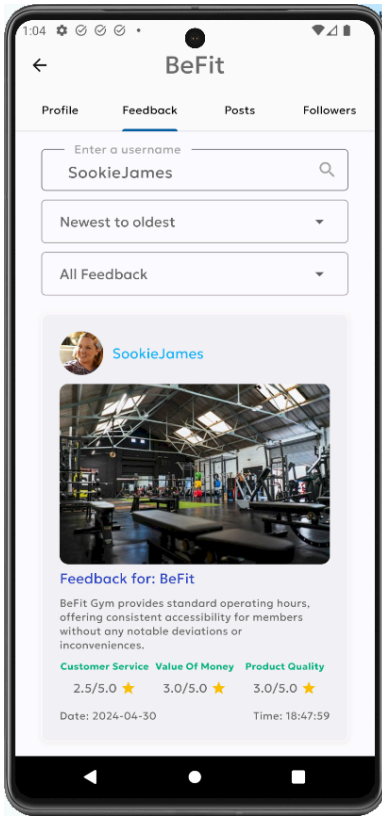 1:04
BeFit
Profile Feedback Posts Followers
Enter a username
SookieJames
Newest to oldest
All Feedback
SookieJames
Feedback for: BeFit
BeFit Gym provides standard operating hours,
offering consistent accessibility for members
without any notable deviations or
inconveniences.
Customer Service Value Of Money Product Quality
2.5/5.0 3.0/5.0 3.0/5.0
Date: 2024-04-30 Time: 18:47:59